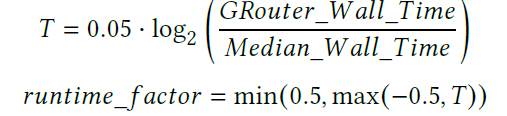 T = 0.05 · log₂ (GRouter_Wall_Time / Median_Wall_Time)
runtime_factor = min(0.5, max(−0.5, T))